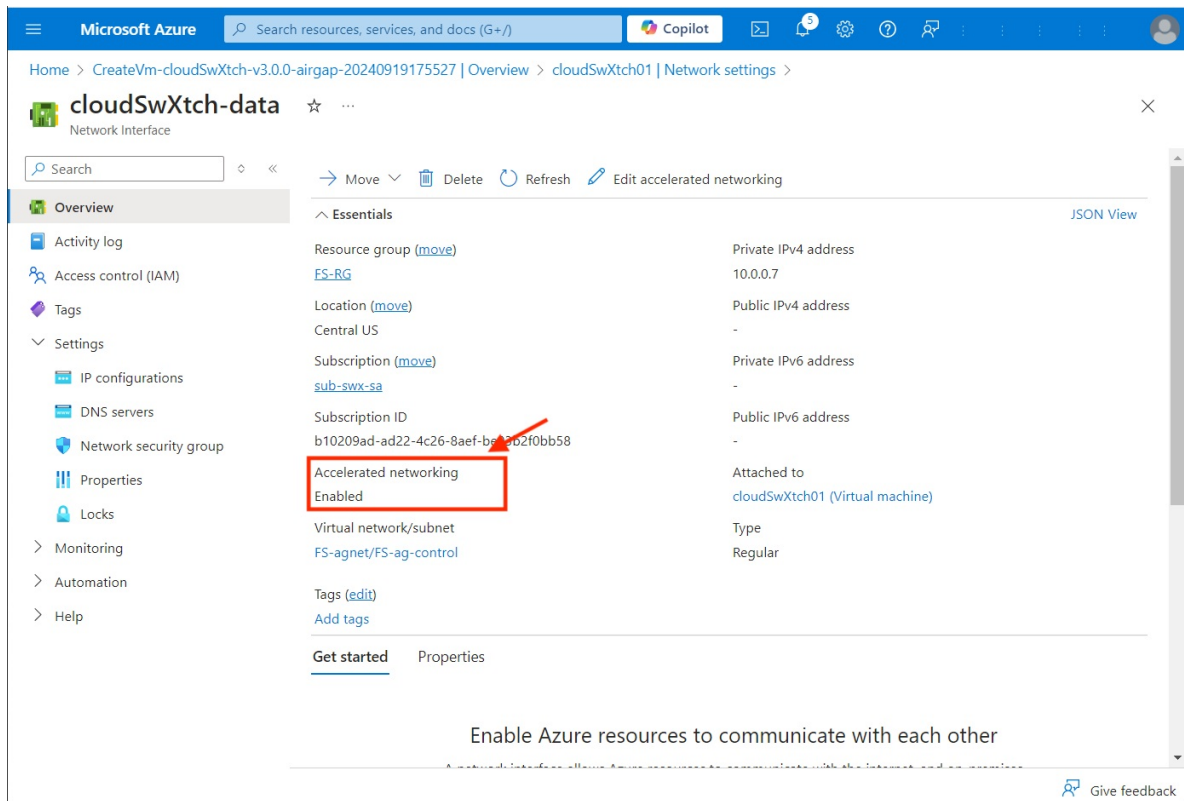 Microsoft Azure
Search resources, services, and docs (G+/)
Copilot
5
Home > CreateVm-cloudSwXtch-v3.0.0-airgap-20240919175527 | Overview > cloudSwXtch01 | Network settings >
cloudSwXtch-data
Network Interface
Search
Overview
Activity log
Access control (IAM)
Tags
Settings
IP configurations
DNS servers
Network security group
Properties
Locks
Monitoring
Automation
Help
Move
Delete
Refresh
Edit accelerated networking
Essentials
JSON View
Resource group (move)
FS-RG
Location (move)
Central US
Subscription (move)
sub-swx-sa
Subscription ID
b10209ad-ad22-4c26-8aef-
Accelerated networking
Enabled
Virtual network/subnet
FS-agnet/FS-ag-control
Tags (edit)
Add tags
Private IPv4 address
10.0.0.7
Public IPv4 address
-
Private IPv6 address
-
Public IPv6 address
-
Attached to
cloudSwXtch01 (Virtual machine)
Type
Regular
Get started
Properties
Enable Azure resources to communicate with each other
Give feedback